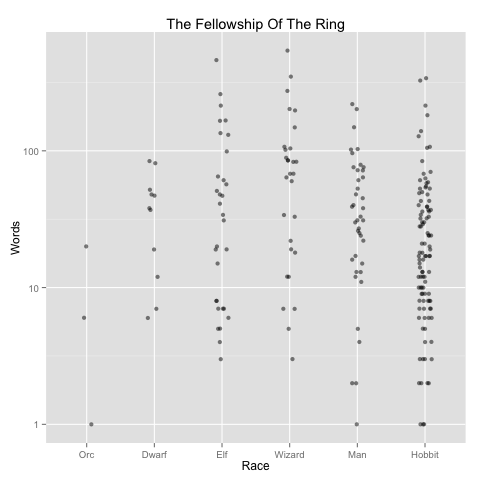 The Fellowship Of The Ring
Words
100
10
1
Orc Dwarf Elf Wizard Man Hobbit
Race